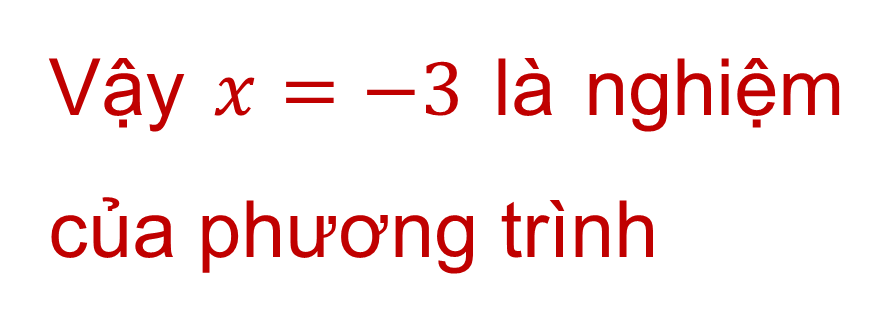 Vậy 𝑥 = −3 là nghiệm
của phương trình